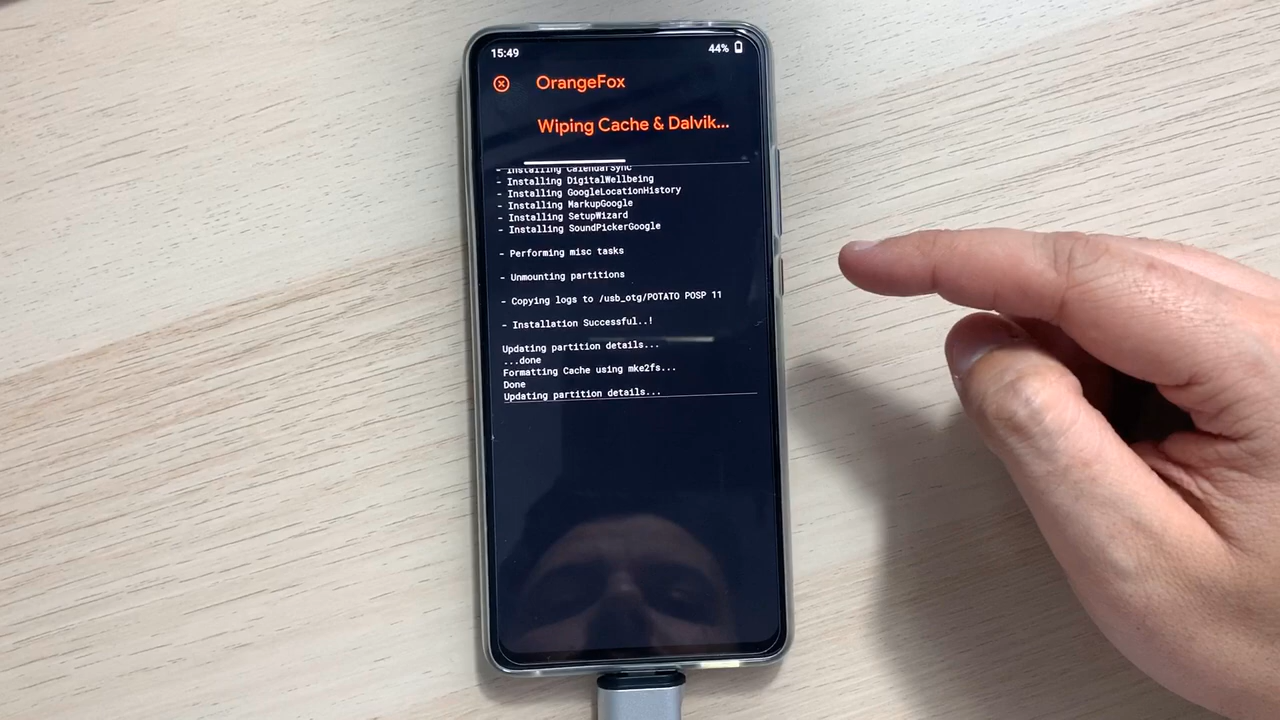 15:49
44%
OrangeFox
Wiping Cache & Dalvik...
- Installing CalendarSync
- Installing DigitalWellbeing
- Installing GoogleLocationHistory
- Installing MarkupGoogle
- Installing SetupWizard
- Installing SoundPickerGoogle
- Performing misc tasks
- Unmounting partitions
- Copying logs to /usb_otg/POTATO POSP 11
- Installation Successful..!
Updating partition details...
...done
Formatting Cache using mke2fs...
Done
Updating partition details...